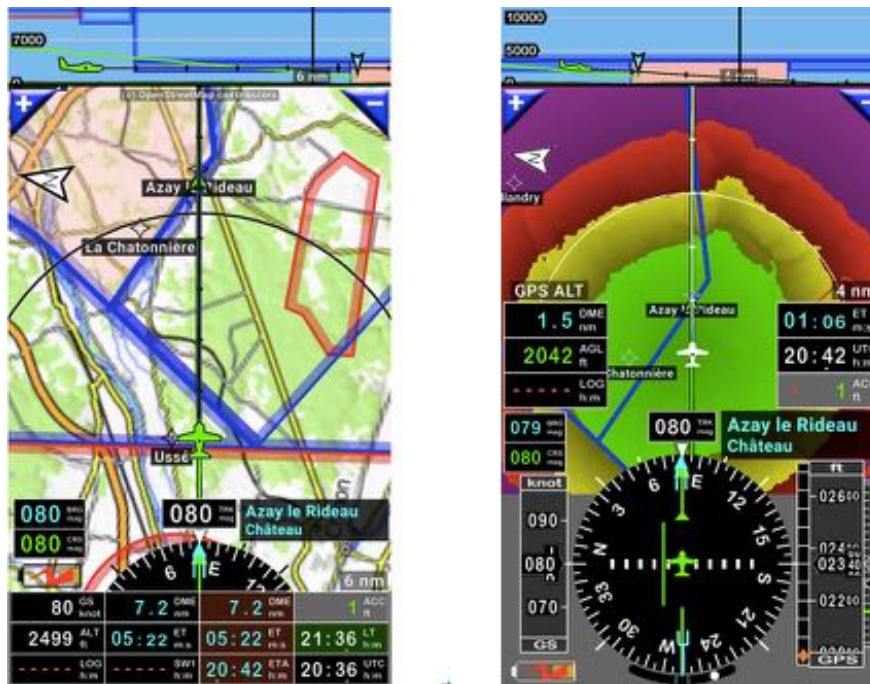 7000
6 nm
(c) OpenStreetMap contributors
+
-
N
Azay le Rideau
La Chatonnière
Ussé
080 BRG mag
080 CRS mag
080 TRK mag
Azay le Rideau
Château
6 E 12
6 nm
80 GS knot
7.2 DME nm
7.2 DME nm
1 ACC ft
2499 ALT ft
05:22 ET m:s
05:22 ET m:s
21:36 LT h:m
----- LOG h:m
----- SW1 h:m
20:42 ETA h:m
20:36 UTC h:m
10000
5000
+
-
N
landry
GPS ALT
4 nm
1.5 DME nm
Azay le Rideau
01:06 ET m:s
2042 AGL ft
20:42 UTC h:m
----- LOG h:m
Chatonnière
1 ACC ft
079 BRG mag
080 CRS mag
080 TRK mag
Azay le Rideau
Château
knot
090
080
070
GS
N 3 6 E 12 15 S 24 W 30 33
ft
02600
023
02200
GPS